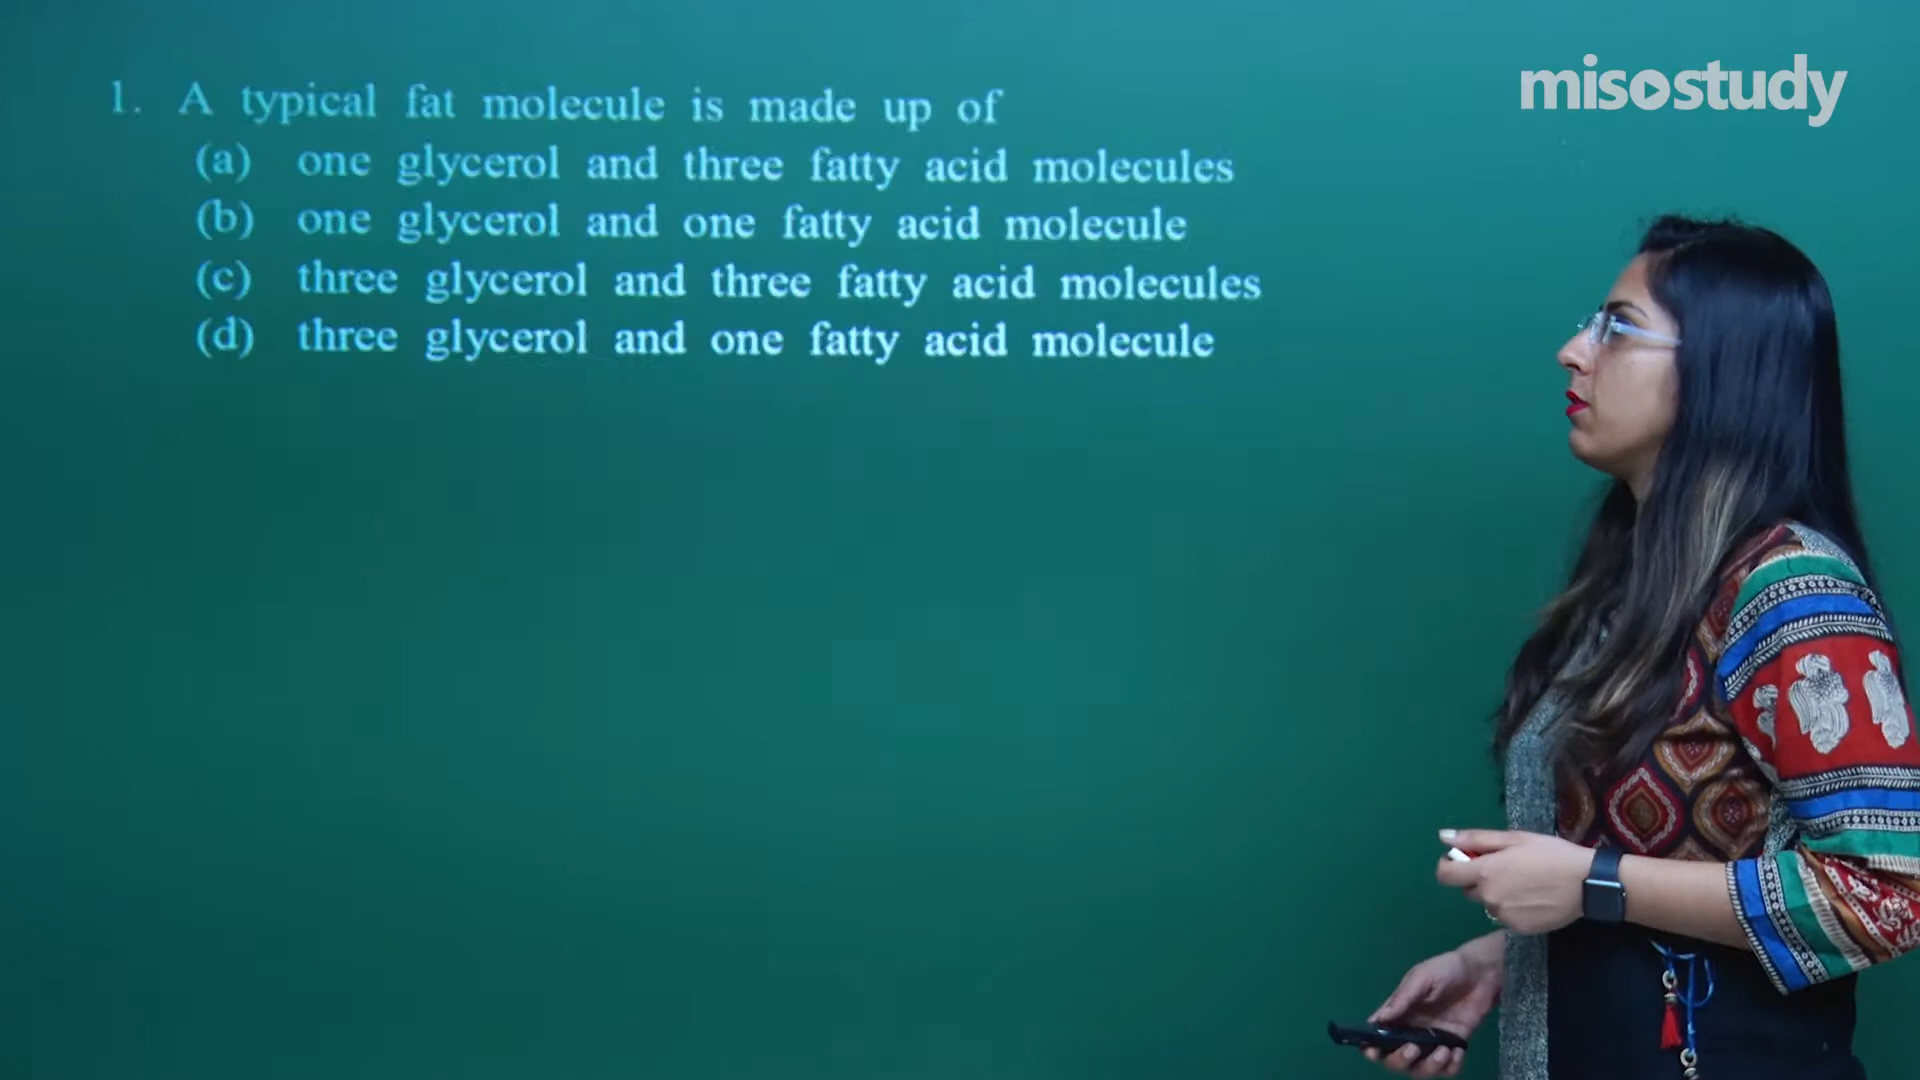 misostudy
1. A typical fat molecule is made up of
(a) one glycerol and three fatty acid molecules
(b) one glycerol and one fatty acid molecule
(c) three glycerol and three fatty acid molecules
(d) three glycerol and one fatty acid molecule